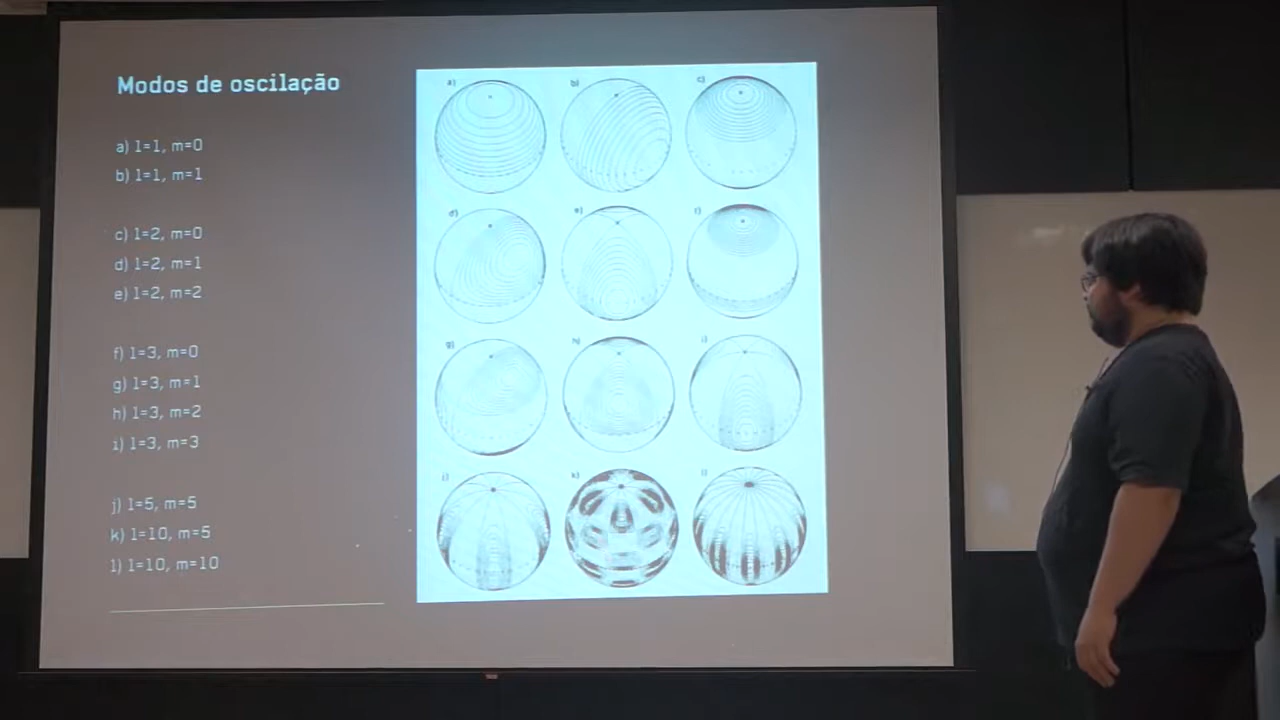 Modos de oscilação
a) l=1, m=0
b) l=1, m=1
c) l=2, m=0
d) l=2, m=1
e) l=2, m=2
f) l=3, m=0
g) l=3, m=1
h) l=3, m=2
i) l=3, m=3
j) l=5, m=5
k) l=10, m=5
l) l=10, m=10
a) b) c)
d) e) f)
g) h) i)
j) k) l)